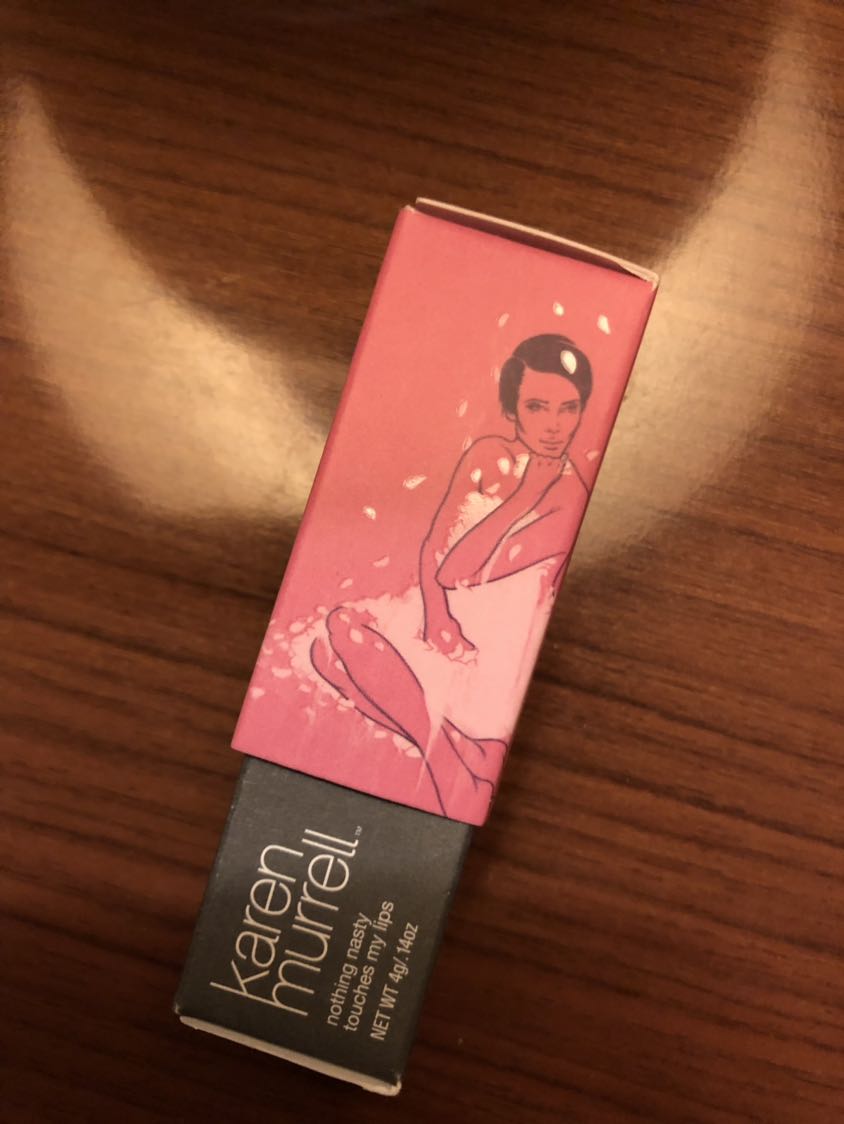 karen
murrell™
nothing nasty
touches my lips
NET WT 4g/.14oz